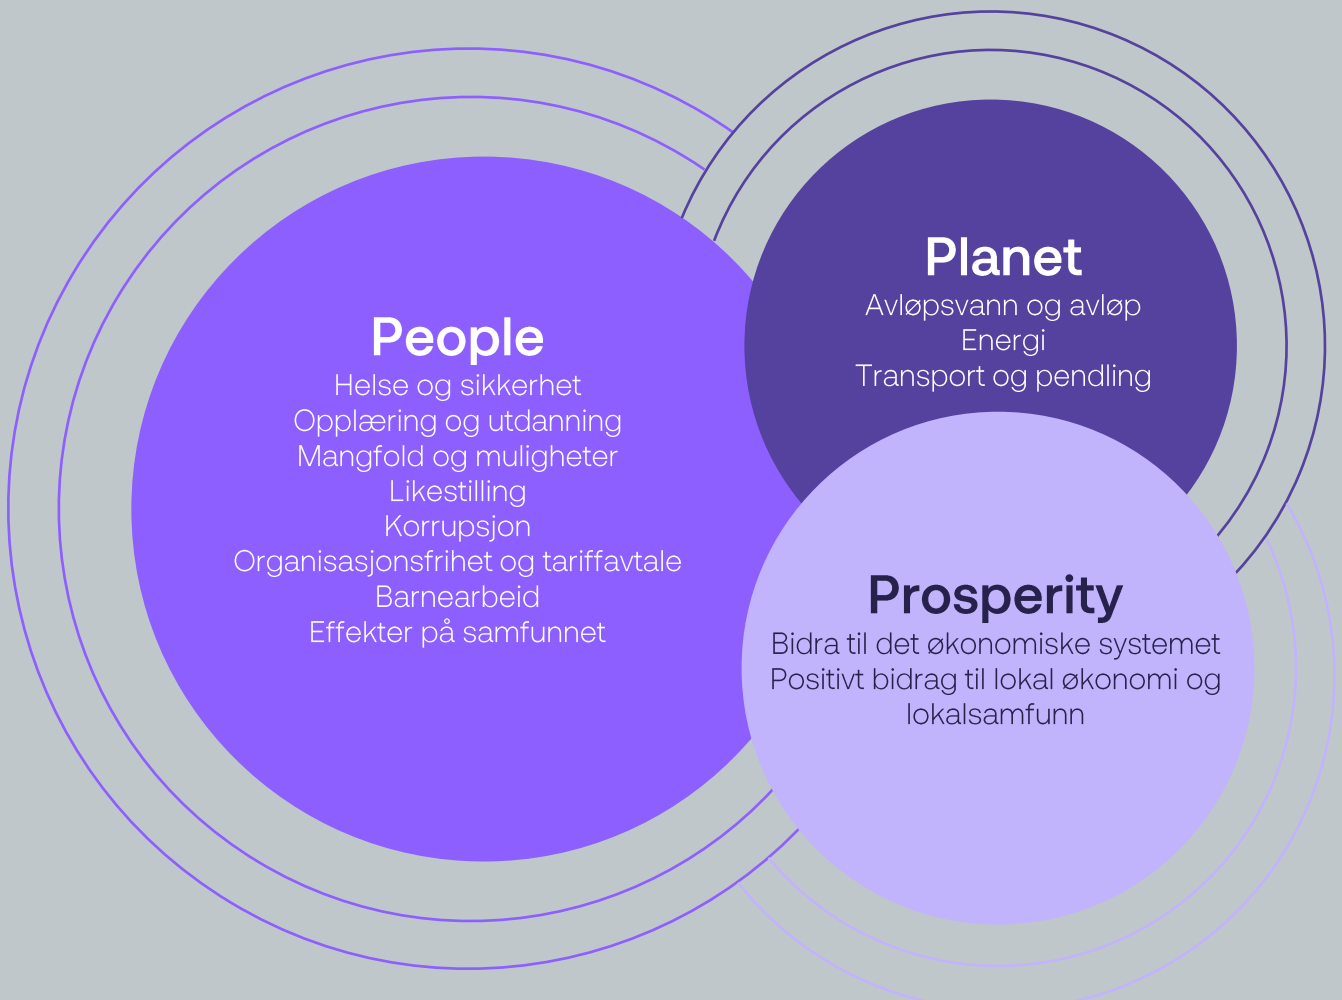 People
Helse og sikkerhet
Opplæring og utdanning
Mangfold og muligheter
Likestilling
Korrupsjon
Organisasjonsfrihet og tariffavtale
Barnearbeid
Effekter på samfunnet
Planet
Avløpsvann og avløp
Energi
Transport og pendling
Prosperity
Bidra til det økonomiske systemet
Positivt bidrag til lokal økonomi og
lokalsamfunn